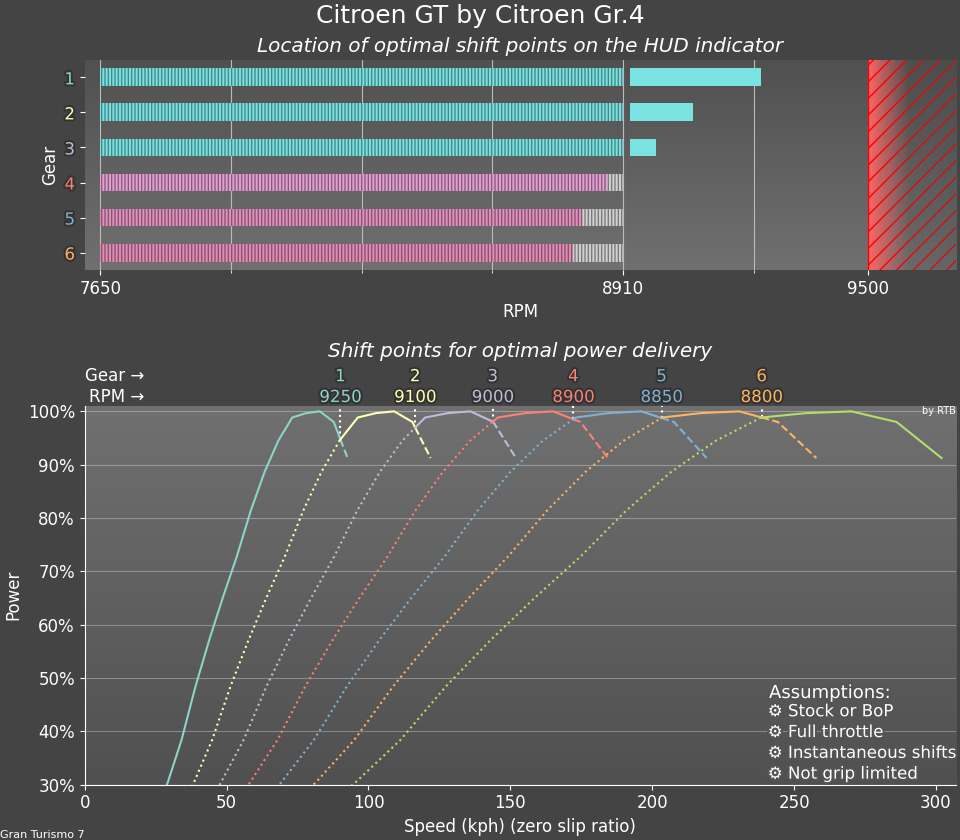 Citroen GT by Citroen Gr.4
Location of optimal shift points on the HUD indicator
Gear
1
2
3
4
5
6
7650 8910 9500
RPM
Shift points for optimal power delivery
Gear → 1 2 3 4 5 6
RPM → 9250 9100 9000 8900 8850 8800
by RTB
Power
100%
90%
80%
70%
60%
50%
40%
30%
Assumptions:
⚙ Stock or BoP
⚙ Full throttle
⚙ Instantaneous shifts
⚙ Not grip limited
0 50 100 150 200 250 300
Speed (kph) (zero slip ratio)
Gran Turismo 7